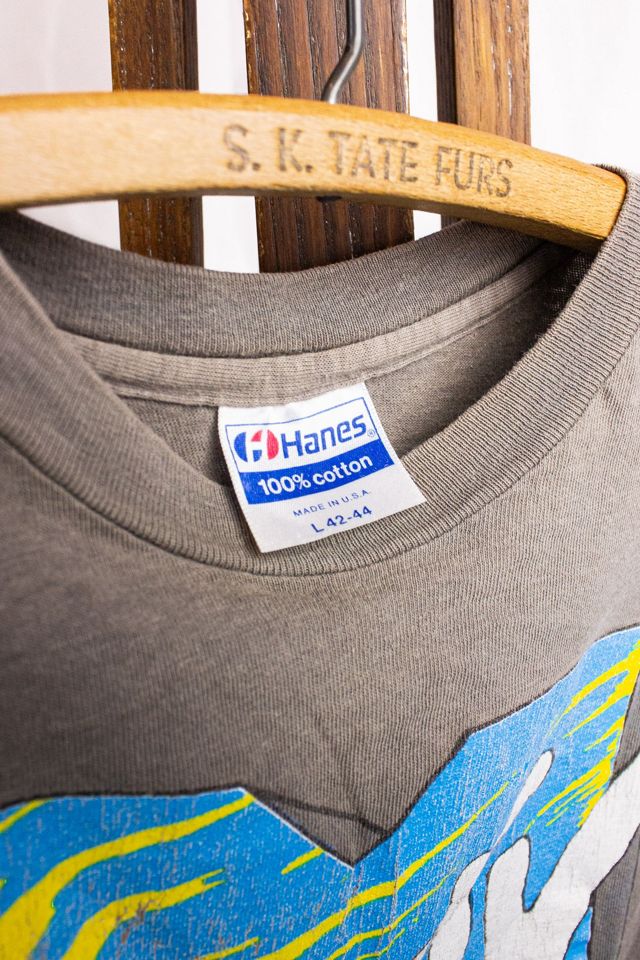 S. K. TATE FURS
Hanes®
100% cotton
MADE IN U.S.A.
L 42-44